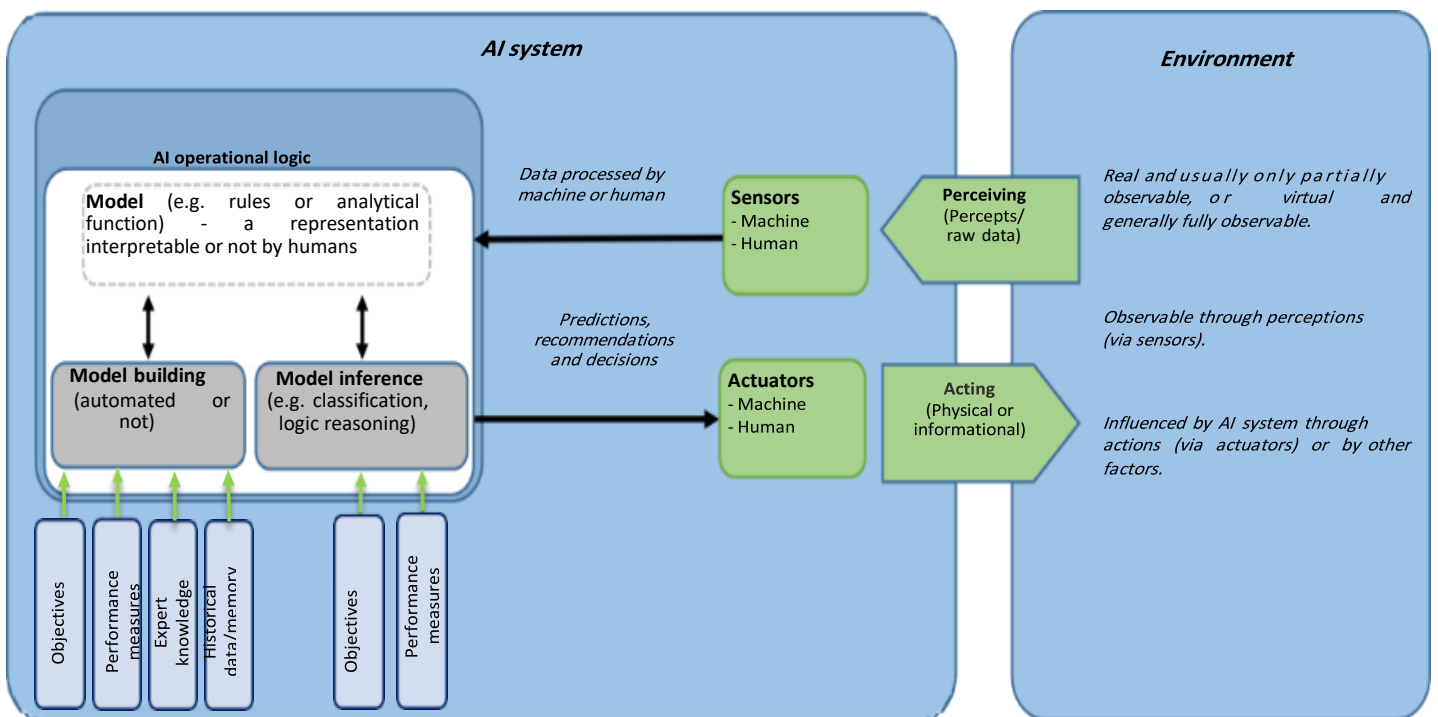 AI system
Environment
AI operational logic
Model (e.g. rules or analytical
function) - a representation
interpretable or not by humans
Data processed by
machine or human
Sensors
- Machine
- Human
Perceiving
(Percepts/
raw data)
Real and usually only partially
observable, or virtual and
generally fully observable.
Predictions,
recommendations
and decisions
Observable through perceptions
(via sensors).
Model building
(automated or
not)
Model inference
(e.g. classification,
logic reasoning)
Actuators
- Machine
- Human
Acting
(Physical or
informational)
Influenced by AI system through
actions (via actuators) or by other
factors.
Objectives
Performance
measures
Expert
knowledge
Historical
data/memory
Objectives
Performance
measures